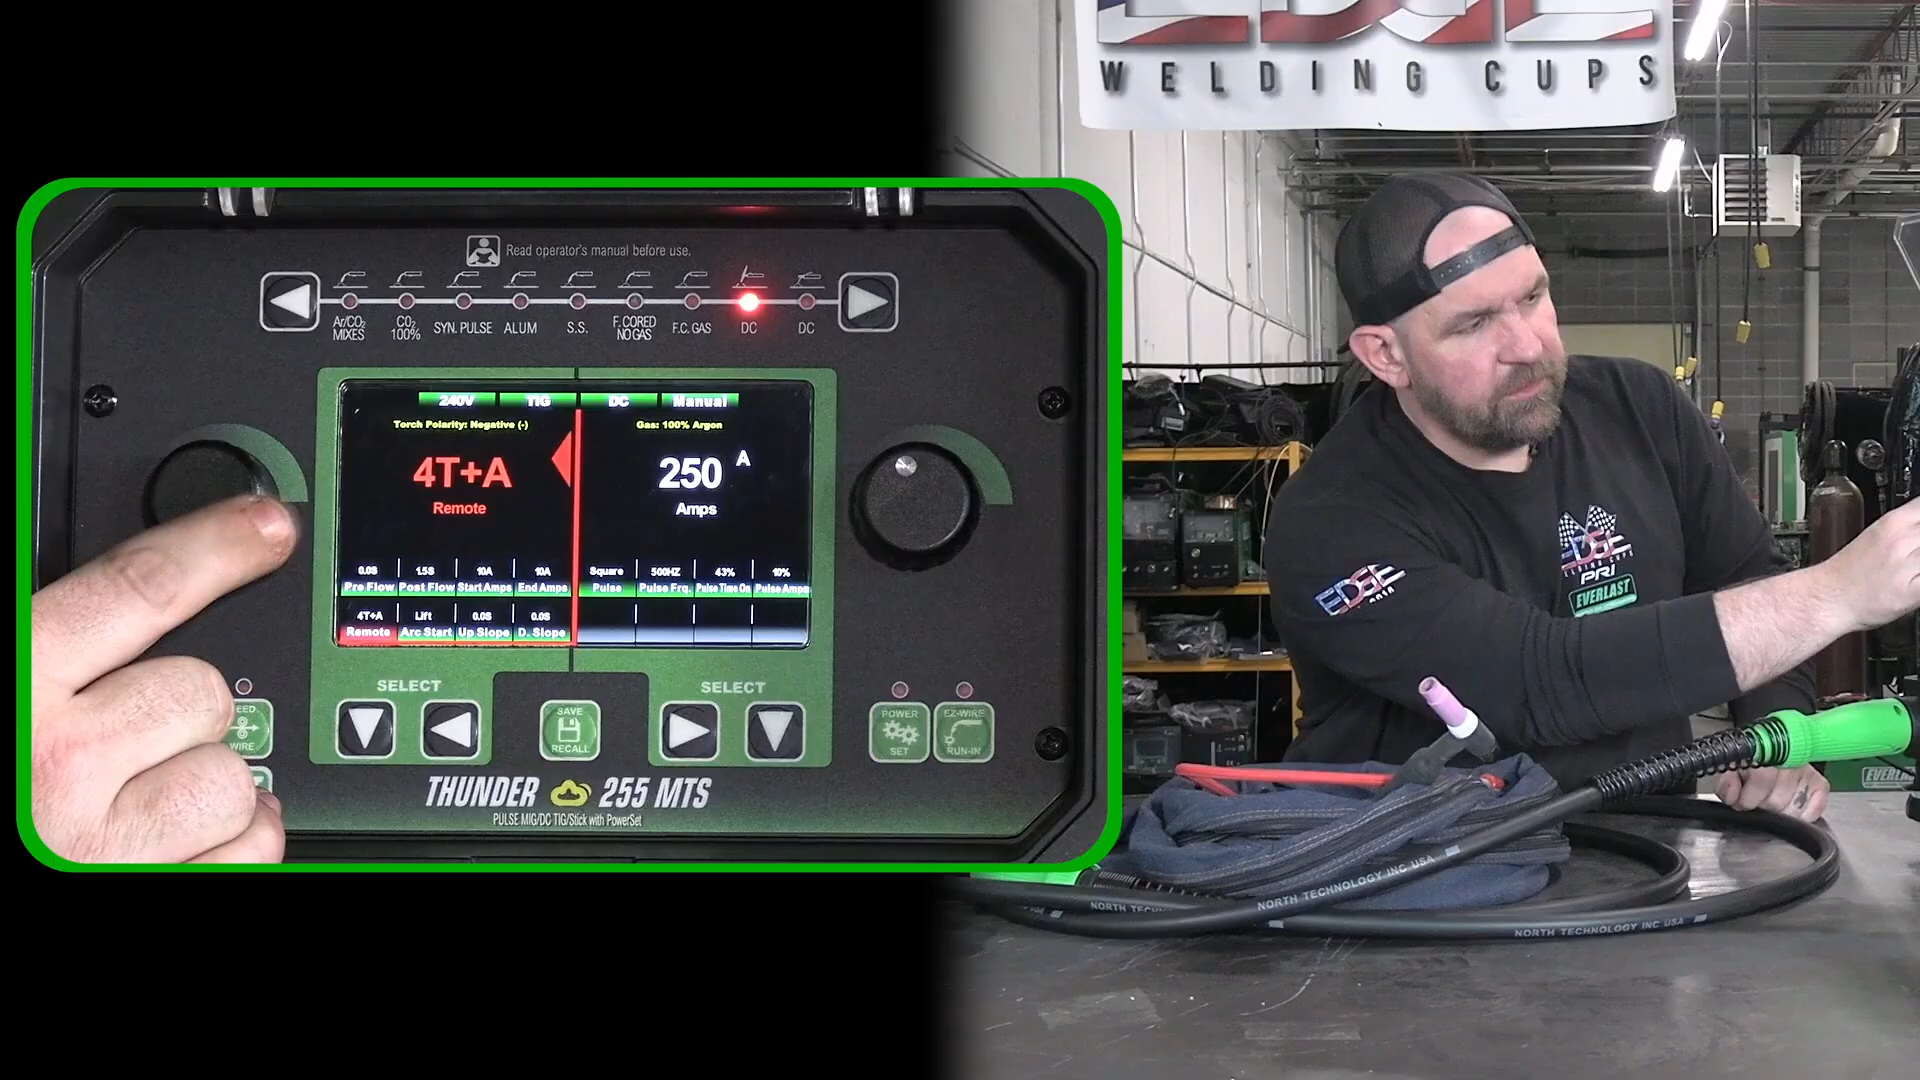 EDGE
WELDING CUPS
Read operator's manual before use.
Ar/CO₂ MIXES
CO₂ 100%
SYN. PULSE
ALUM
S.S.
F. CORED NO GAS
F.C. GAS
DC
DC
240V TIG DC Manual
Torch Polarity: Negative (-)
Gas: 100% Argon
4T+A
Remote
250 A
Amps
0.0S 1.5S 10A 10A Square 500HZ 43% 10%
Pre Flow Post Flow Start Amps End Amps Pulse Pulse Frq. Pulse Time On Pulse Amps
4T+A Lift 0.0S 0.0S
Remote Arc Start Up Slope D. Slope
SELECT
SELECT
SAVE
RECALL
WIRE
POWER
SET
EZ-WIRE
RUN-IN
THUNDER 255 MTS
PULSE MIG/DC TIG/Stick with PowerSet
EDGE
EDGE
PRI
EVERLAST
NORTH TECHNOLOGY INC USA
NORTH TECHNOLOGY INC USA